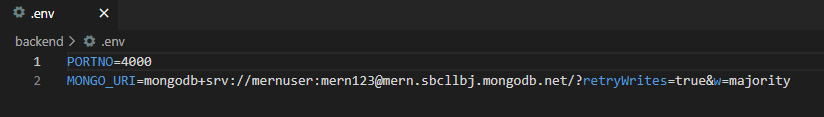 .env
backend > .env
1 PORTNO=4000
2 MONGO_URI=mongodb+srv://mernuser:mern123@mern.sbcllbj.mongodb.net/?retryWrites=true&w=majority